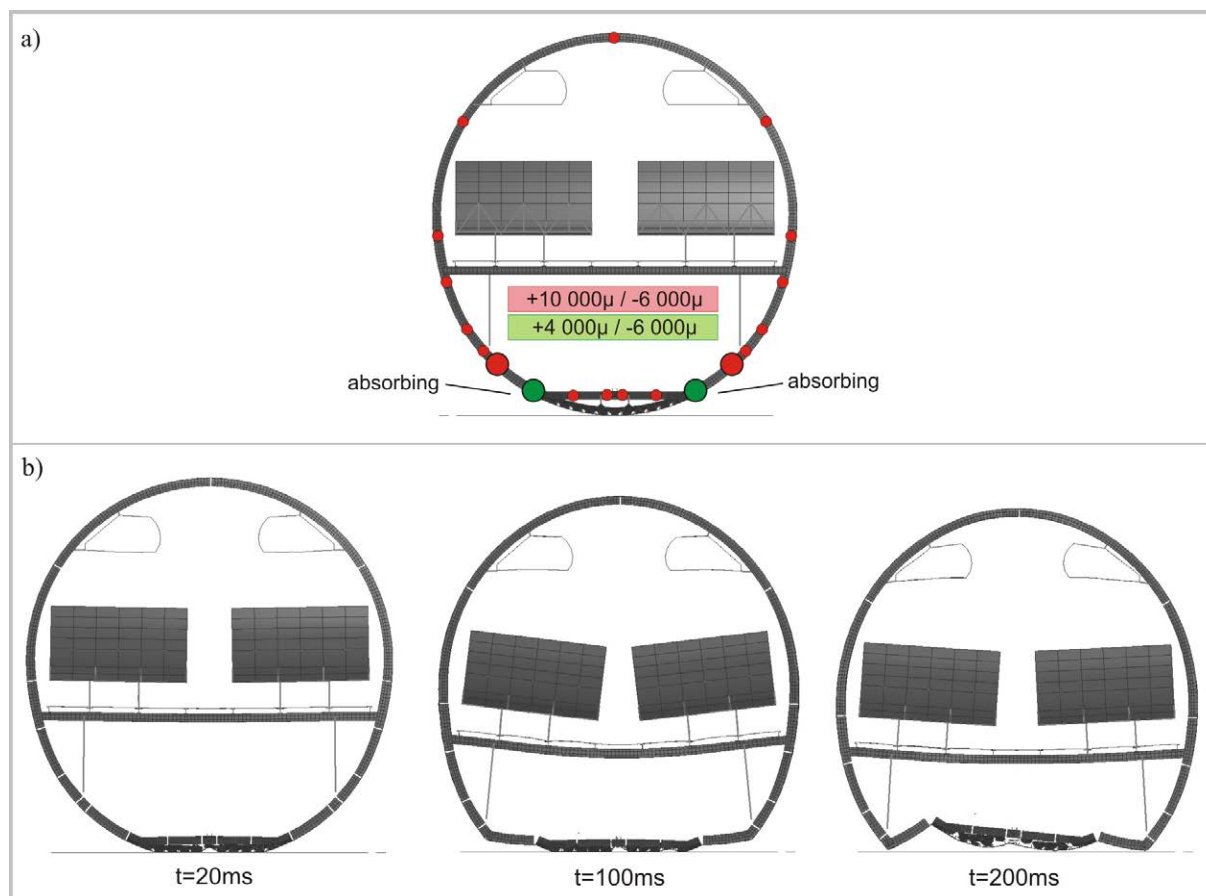 a)
+10 000µ / -6 000µ
+4 000µ / -6 000µ
absorbing
absorbing
b)
t=20ms
t=100ms
t=200ms